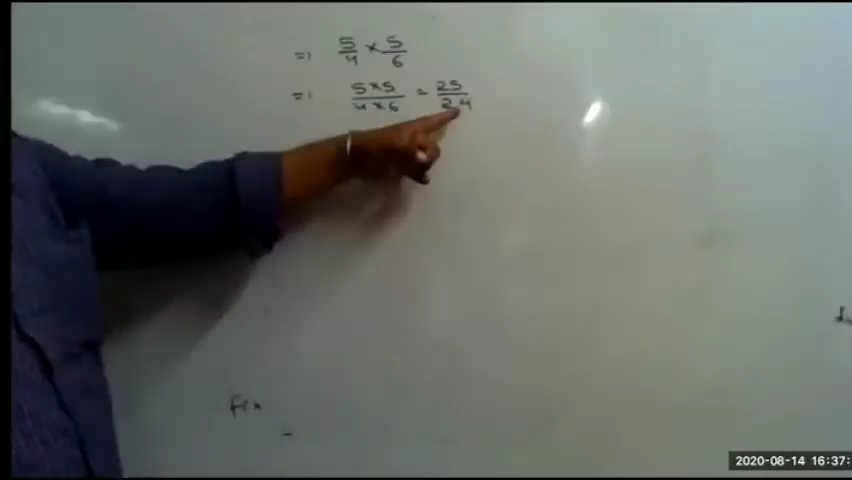 =) 5/4 × 5/6
=) 5×5/4×6 = 25/24
2020-08-14 16:37: